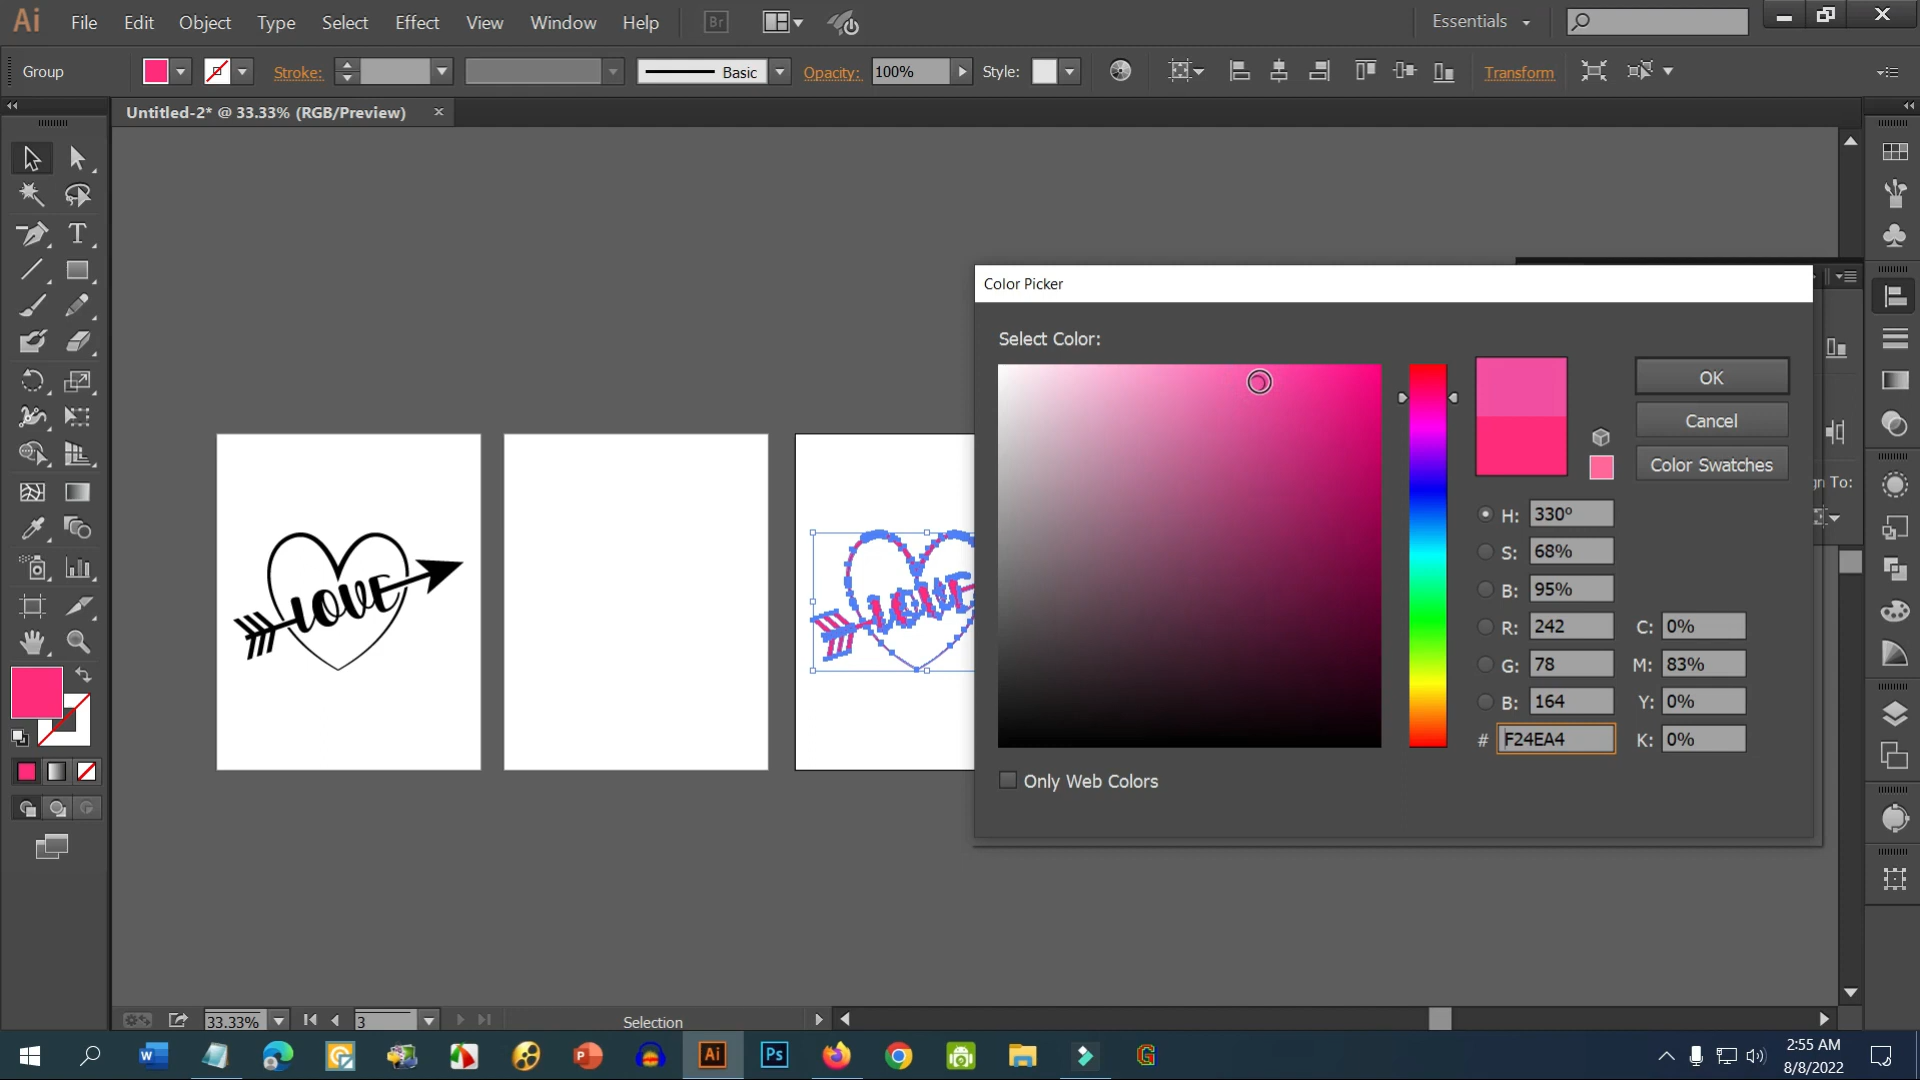 Ai File Edit Object Type Select Effect View Window Help Br Essentials
Group Stroke: Basic Opacity: 100% Style: Transform
Untitled-2* @ 33.33% (RGB/Preview) ×
Color Picker
Select Color:
OK
Cancel
Color Swatches
H: 330°
S: 68%
B: 95%
R: 242 C: 0%
G: 78 M: 83%
B: 164 Y: 0%
# F24EA4 K: 0%
Only Web Colors
To:
LOVE
LOVE
T
33.33% 3 Selection
W P Ai Ps G
2:55 AM
8/8/2022